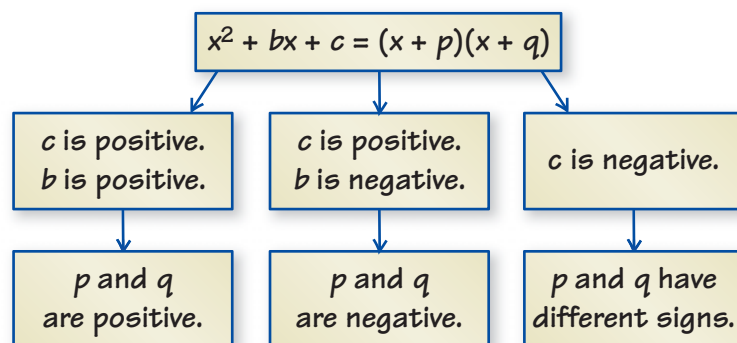 x² + bx + c = (x + p)(x + q)
c is positive.
b is positive.
c is positive.
b is negative.
c is negative.
p and q
are positive.
p and q
are negative.
p and q have
different signs.